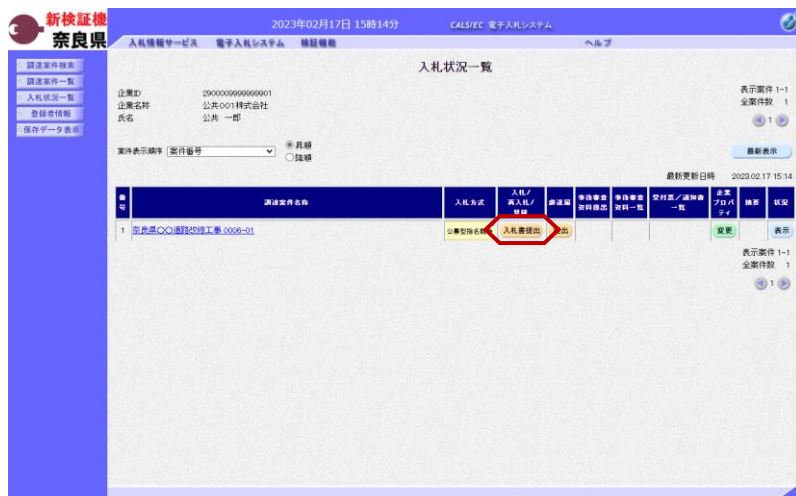 新検証機
奈良県
2023年02月17日 15時14分
CALS/EC 電子入札システム
入札情報サービス 電子入札システム 検証機能 ヘルプ
調達案件検索
調達案件一覧
入札状況一覧
登録者情報
保存データ表示
入札状況一覧
企業ID 2900009999999901
企業名称 公共001株式会社
氏名 公共 一郎
表示案件 1-1
全案件数 1
1
案件表示順序 案件番号
昇順
降順
最新表示
最新更新日時 2023.02.17 15:14
番号 調達案件名称 入札方式 入札/再入札/見積 辞退届 事後審査資料提出 事後審査資料一覧 受付票/通知書一覧 企業プロパティ 摘要 状況
1 奈良県〇〇道路改修工事 0006-01 公募型指名競 入札書提出 出 変更 表示
表示案件 1-1
全案件数 1
1